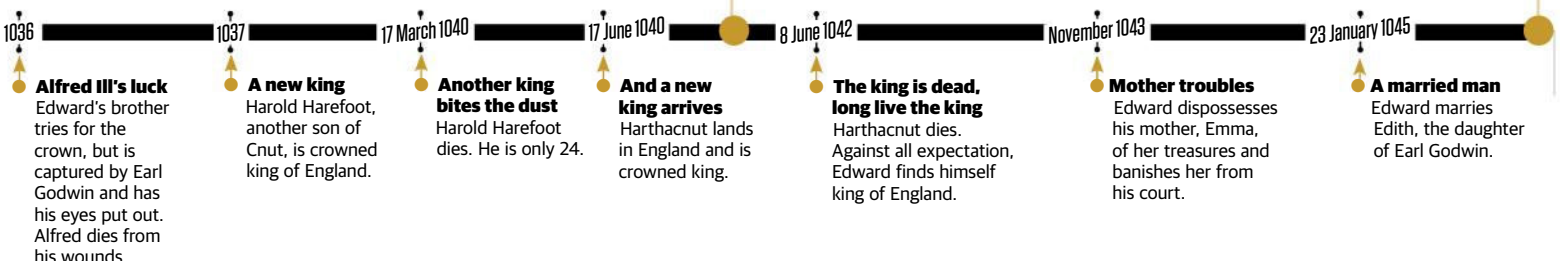 1036
1037
17 March 1040
17 June 1040
8 June 1042
November 1043
23 January 1045
Alfred Ill's luck
Edward's brother
tries for the
crown, but is
captured by Earl
Godwin and has
his eyes put out.
Alfred dies from
his wounds
A new king
Harold Harefoot,
another son of
Cnut, is crowned
king of England.
Another king
bites the dust
Harold Harefoot
dies. He is only 24.
And a new
king arrives
Harthacnut lands
in England and is
crowned king.
The king is dead,
long live the king
Harthacnut dies.
Against all expectation,
Edward finds himself
king of England.
Mother troubles
Edward dispossesses
his mother, Emma,
of her treasures and
banishes her from
his court.
A married man
Edward marries
Edith, the daughter
of Earl Godwin.